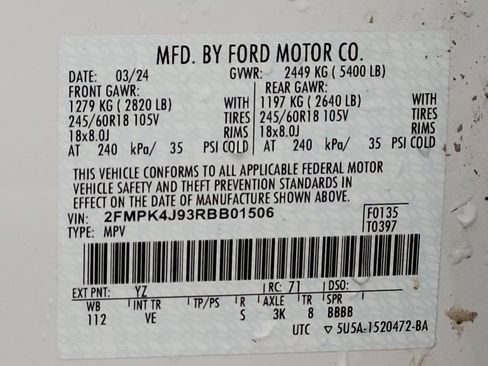 MFD. BY FORD MOTOR CO.
DATE: 03/24 GVWR: 2449 KG ( 5400 LB)
FRONT GAWR: REAR GAWR:
1279 KG ( 2820 LB) WITH 1197 KG ( 2640 LB) WITH
245/60R18 105V TIRES 245/60R18 105V TIRES
18x8.0J RIMS 18x8.0J RIMS
AT 240 kPa/ 35 PSI COLD AT 240 kPa/ 35 PSI COLD
THIS VEHICLE CONFORMS TO ALL APPLICABLE FEDERAL MOTOR
VEHICLE SAFETY AND THEFT PREVENTION STANDARDS IN
EFFECT ON THE DATE OF MANUFACTURE SHOWN ABOVE.
VIN: 2FMPK4J93RBB01506 F0135
TYPE: MPV T0397
EXT PNT: YZ RC: 71 DSO:
WB INT TR TP/PS R AXLE TR SPR
112 VE S 3K 8 BBBB
UTC ▽ 5U5A-1520472-BA